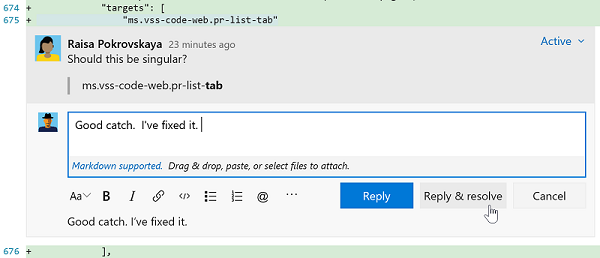 674 + "targets": [
675 + "ms.vss-code-web.pr-list-tab"
Raisa Pokrovskaya 23 minutes ago Active
Should this be singular?
ms.vss-code-web.pr-list-tab
Good catch.  I've fixed it.
Markdown supported. Drag & drop, paste, or select files to attach.
Aa B I @ ... Reply Reply & resolve Cancel
Good catch. I've fixed it.
676 + ],